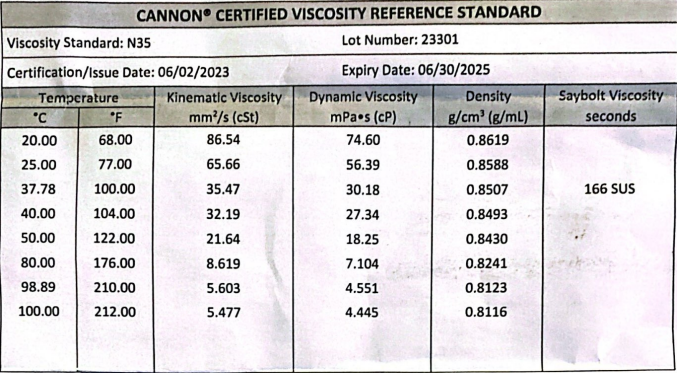 CANNON® CERTIFIED VISCOSITY REFERENCE STANDARD
Viscosity Standard: N35 Lot Number: 23301
Certification/Issue Date: 06/02/2023 Expiry Date: 06/30/2025
Temperature Kinematic Viscosity Dynamic Viscosity Density Saybolt Viscosity
°C °F mm²/s (cSt) mPa•s (cP) g/cm³ (g/mL) seconds
20.00 68.00 86.54 74.60 0.8619
25.00 77.00 65.66 56.39 0.8588
37.78 100.00 35.47 30.18 0.8507 166 SUS
40.00 104.00 32.19 27.34 0.8493
50.00 122.00 21.64 18.25 0.8430
80.00 176.00 8.619 7.104 0.8241
98.89 210.00 5.603 4.551 0.8123
100.00 212.00 5.477 4.445 0.8116